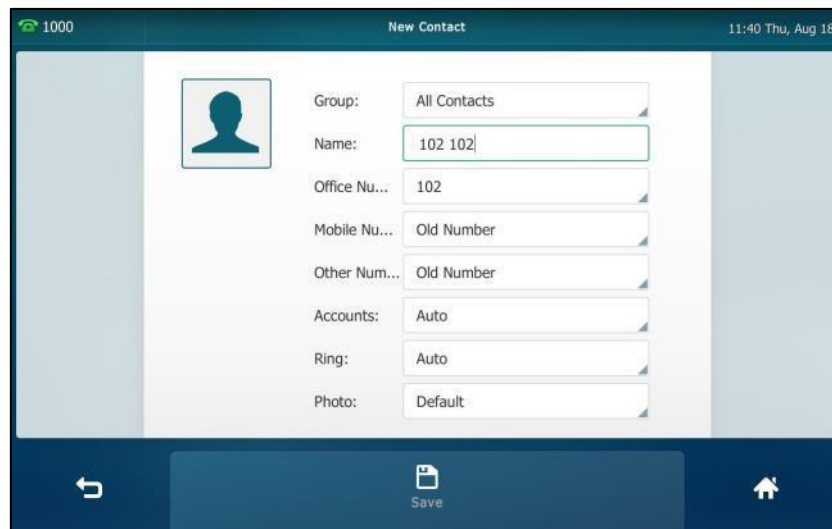 1000 New Contact 11:40 Thu, Aug 18
Group: All Contacts
Name: 102 102
Office Nu... 102
Mobile Nu... Old Number
Other Num... Old Number
Accounts: Auto
Ring: Auto
Photo: Default
Save